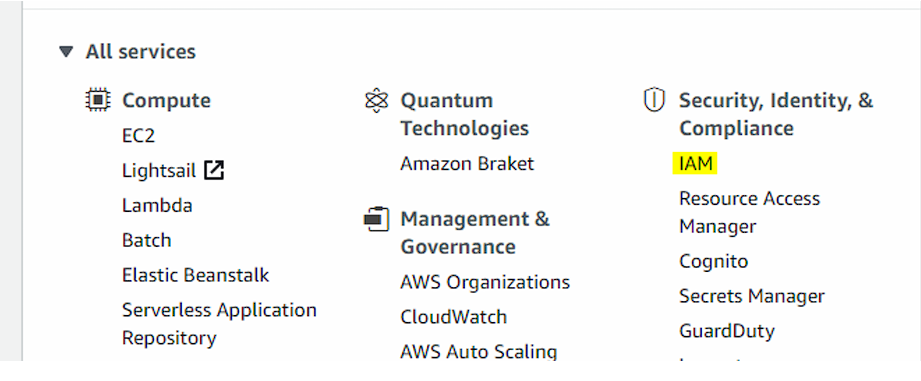 All services
Compute
EC2
Lightsail
Lambda
Batch
Elastic Beanstalk
Serverless Application
Repository
Quantum
Technologies
Amazon Braket
Management &
Governance
AWS Organizations
CloudWatch
AWS Auto Scaling
Security, Identity, &
Compliance
IAM
Resource Access
Manager
Cognito
Secrets Manager
GuardDuty